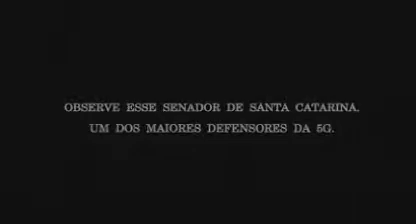 OBSERVE ESSE SENADOR DE SANTA CATARINA.
UM DOS MAIORES DEFENSORES DA 5G.